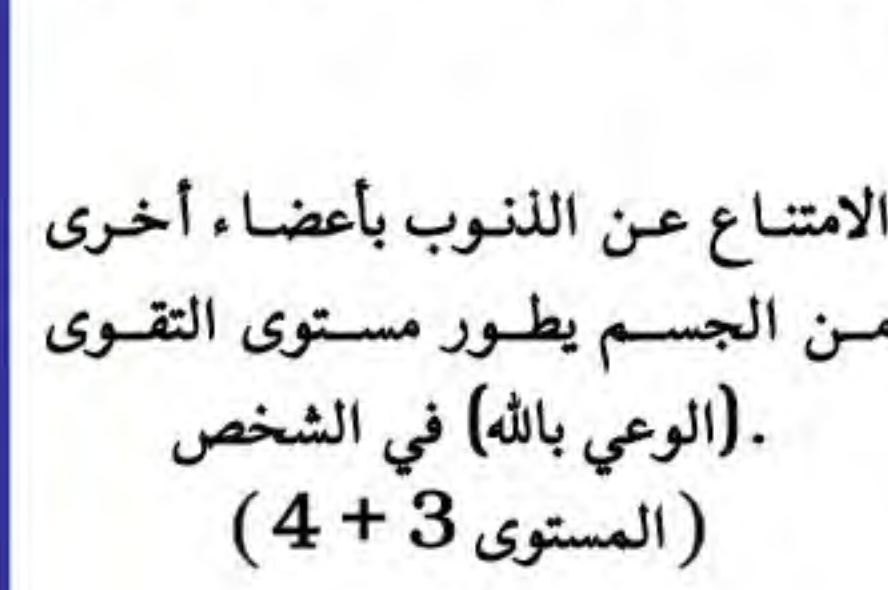 الامتناع عن الذنوب بأعضاء أخرى
من الجسم يطور مستوى التقوى
.(الوعي بالله) في الشخص
(المستوى 3 + 4)